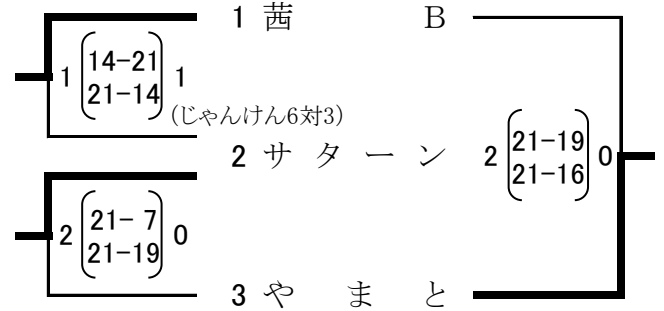 1 茜 B
1 14-21 21-14 1
(じゃんけん6対3)
2 サターン
2 21-19 21-16 0
2 21- 7 21-19 0
3 やまと